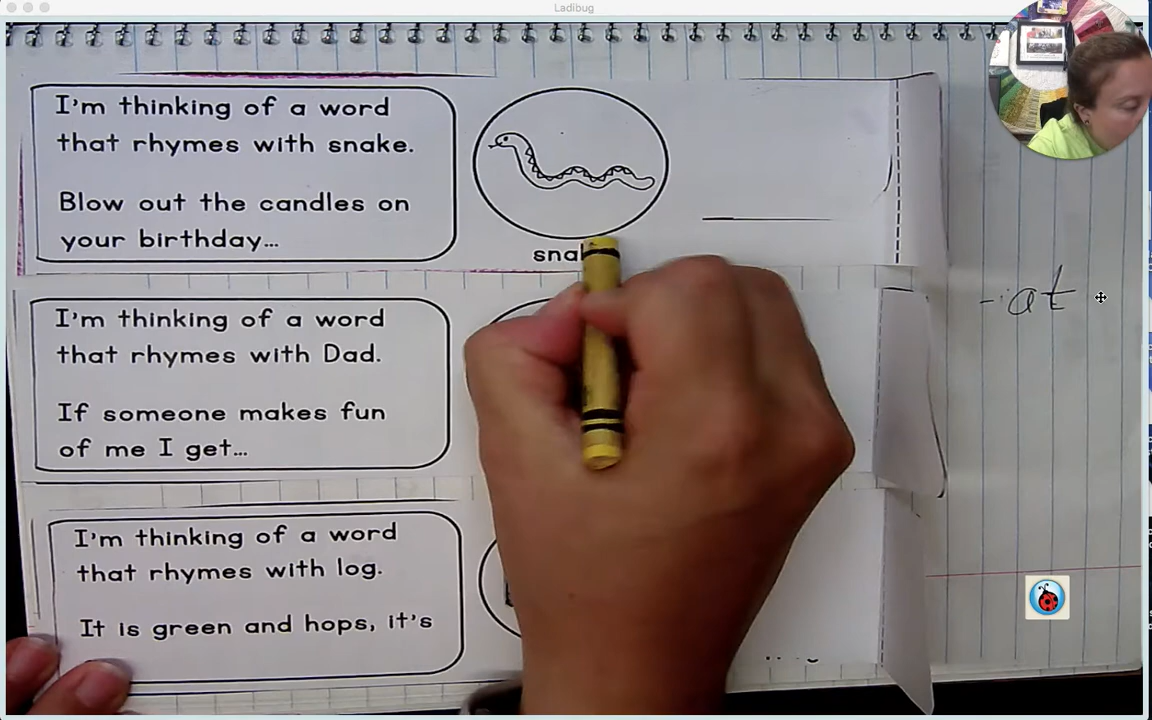 Ladibug
I'm thinking of a word
that rhymes with snake.
Blow out the candles on
your birthday...
sna
I'm thinking of a word
that rhymes with Dad.
If someone makes fun
of me I get...
-at
I'm thinking of a word
that rhymes with log.
It is green and hops, it's